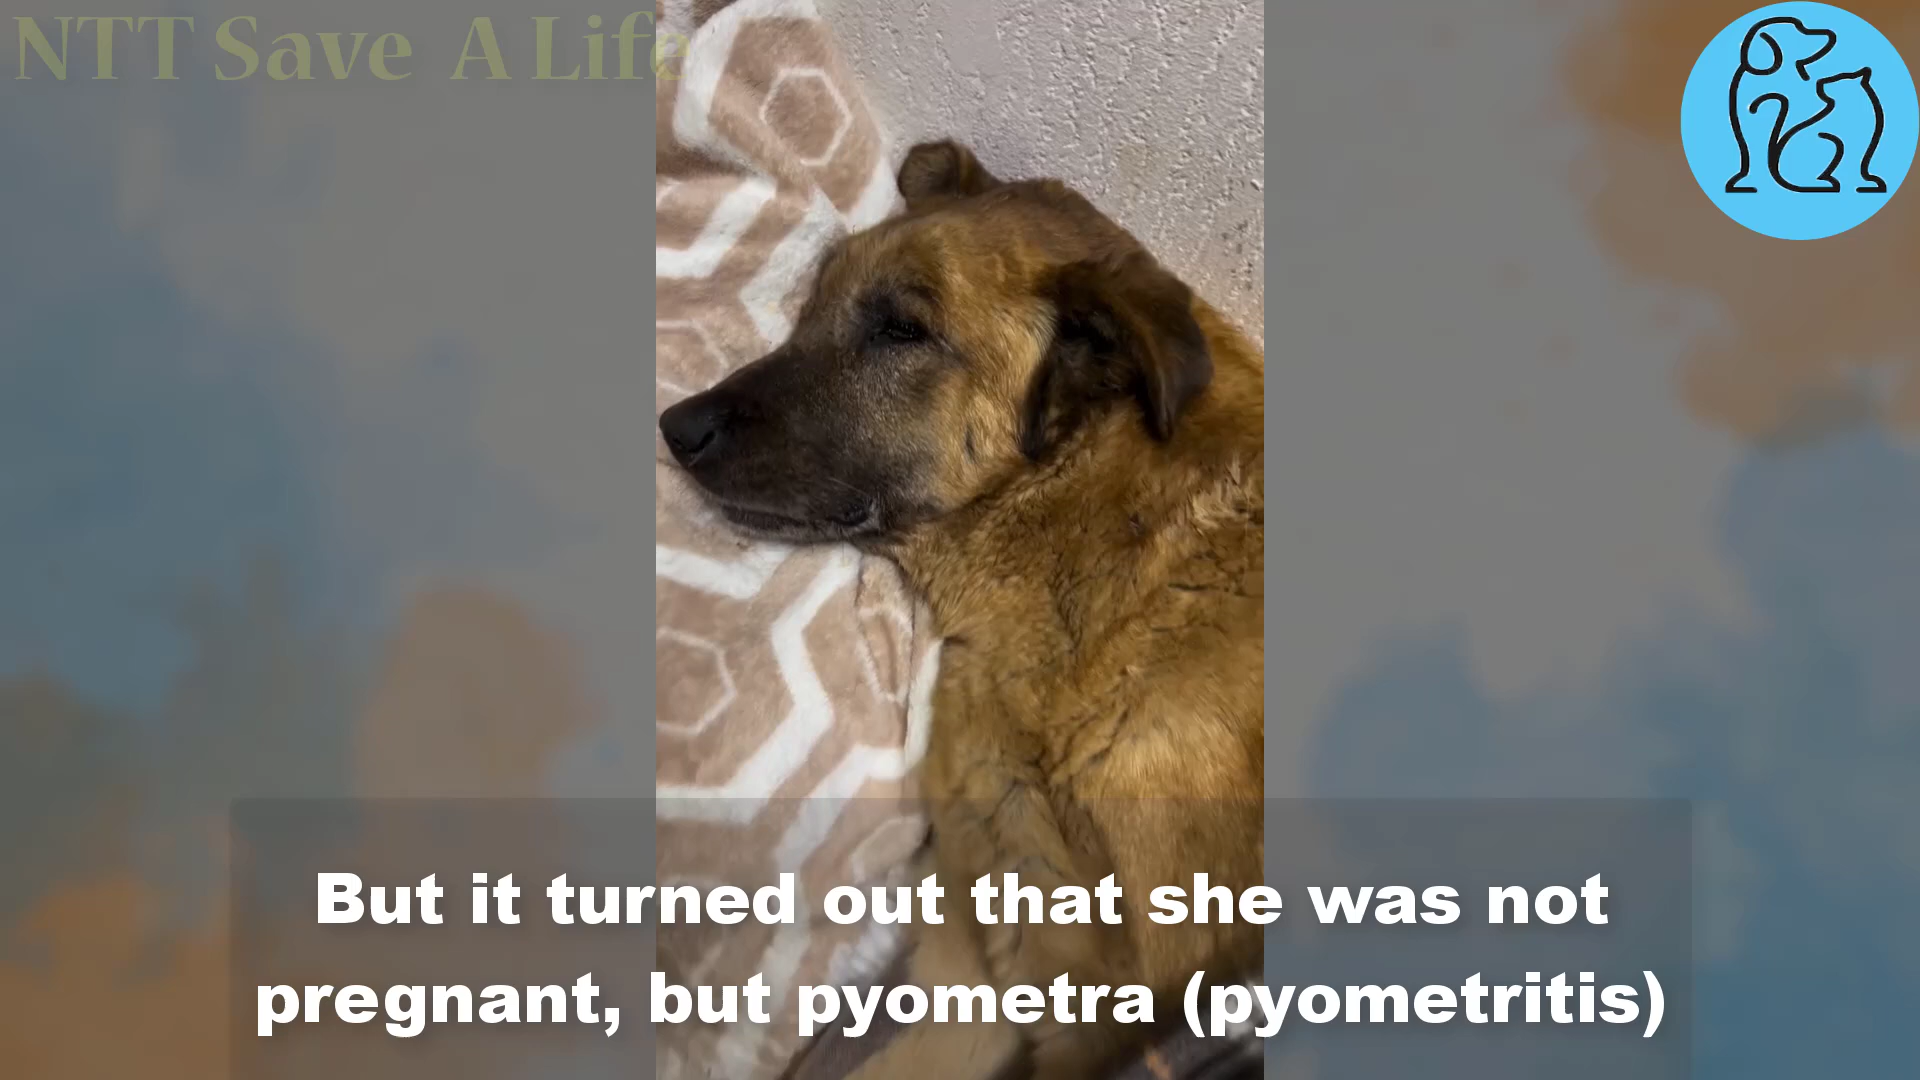 NTT Save A Life
But it turned out that she was not
pregnant, but pyometra (pyometritis)